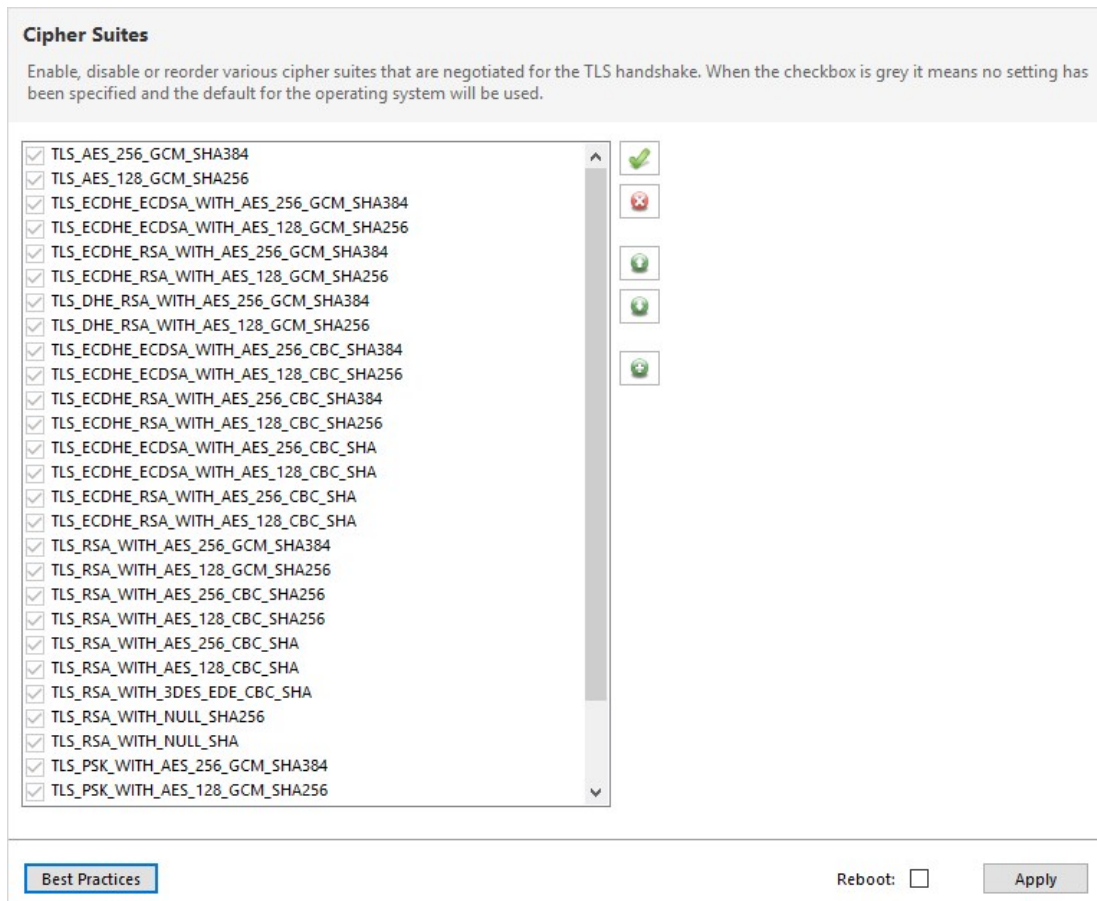 Cipher Suites
Enable, disable or reorder various cipher suites that are negotiated for the TLS handshake. When the checkbox is grey it means no setting has
been specified and the default for the operating system will be used.
TLS_AES_256_GCM_SHA384
TLS_AES_128_GCM_SHA256
TLS_ECDHE_ECDSA_WITH_AES_256_GCM_SHA384
TLS_ECDHE_ECDSA_WITH_AES_128_GCM_SHA256
TLS_ECDHE_RSA_WITH_AES_256_GCM_SHA384
TLS_ECDHE_RSA_WITH_AES_128_GCM_SHA256
TLS_DHE_RSA_WITH_AES_256_GCM_SHA384
TLS_DHE_RSA_WITH_AES_128_GCM_SHA256
TLS_ECDHE_ECDSA_WITH_AES_256_CBC_SHA384
TLS_ECDHE_ECDSA_WITH_AES_128_CBC_SHA256
TLS_ECDHE_RSA_WITH_AES_256_CBC_SHA384
TLS_ECDHE_RSA_WITH_AES_128_CBC_SHA256
TLS_ECDHE_ECDSA_WITH_AES_256_CBC_SHA
TLS_ECDHE_ECDSA_WITH_AES_128_CBC_SHA
TLS_ECDHE_RSA_WITH_AES_256_CBC_SHA
TLS_ECDHE_RSA_WITH_AES_128_CBC_SHA
TLS_RSA_WITH_AES_256_GCM_SHA384
TLS_RSA_WITH_AES_128_GCM_SHA256
TLS_RSA_WITH_AES_256_CBC_SHA256
TLS_RSA_WITH_AES_128_CBC_SHA256
TLS_RSA_WITH_AES_256_CBC_SHA
TLS_RSA_WITH_AES_128_CBC_SHA
TLS_RSA_WITH_3DES_EDE_CBC_SHA
TLS_RSA_WITH_NULL_SHA256
TLS_RSA_WITH_NULL_SHA
TLS_PSK_WITH_AES_256_GCM_SHA384
TLS_PSK_WITH_AES_128_GCM_SHA256
Best Practices
Reboot:
Apply